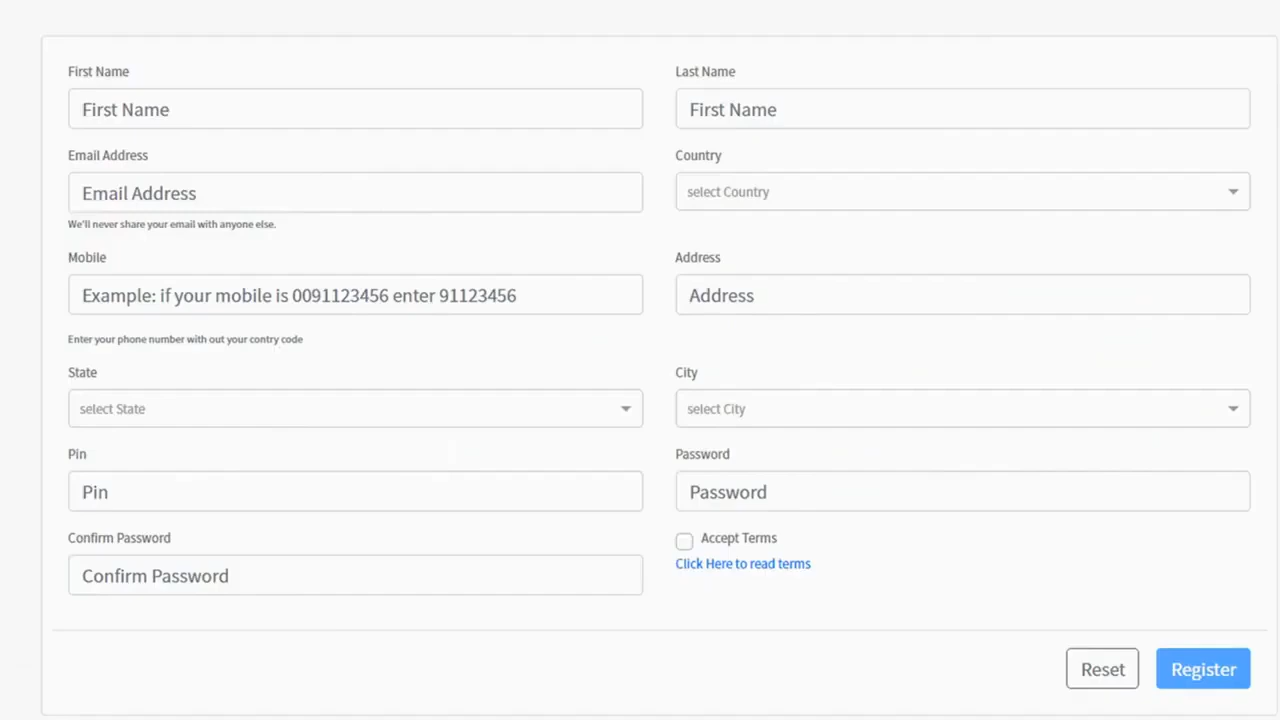 First Name
Last Name
First Name
First Name
Email Address
Country
Email Address
select Country
We'll never share your email with anyone else.
Mobile
Address
Example: if your mobile is 0091123456 enter 91123456
Address
Enter your phone number with out your contry code
State
City
select State
select City
Pin
Password
Pin
Password
Confirm Password
Accept Terms
Click Here to read terms
Confirm Password
Reset
Register